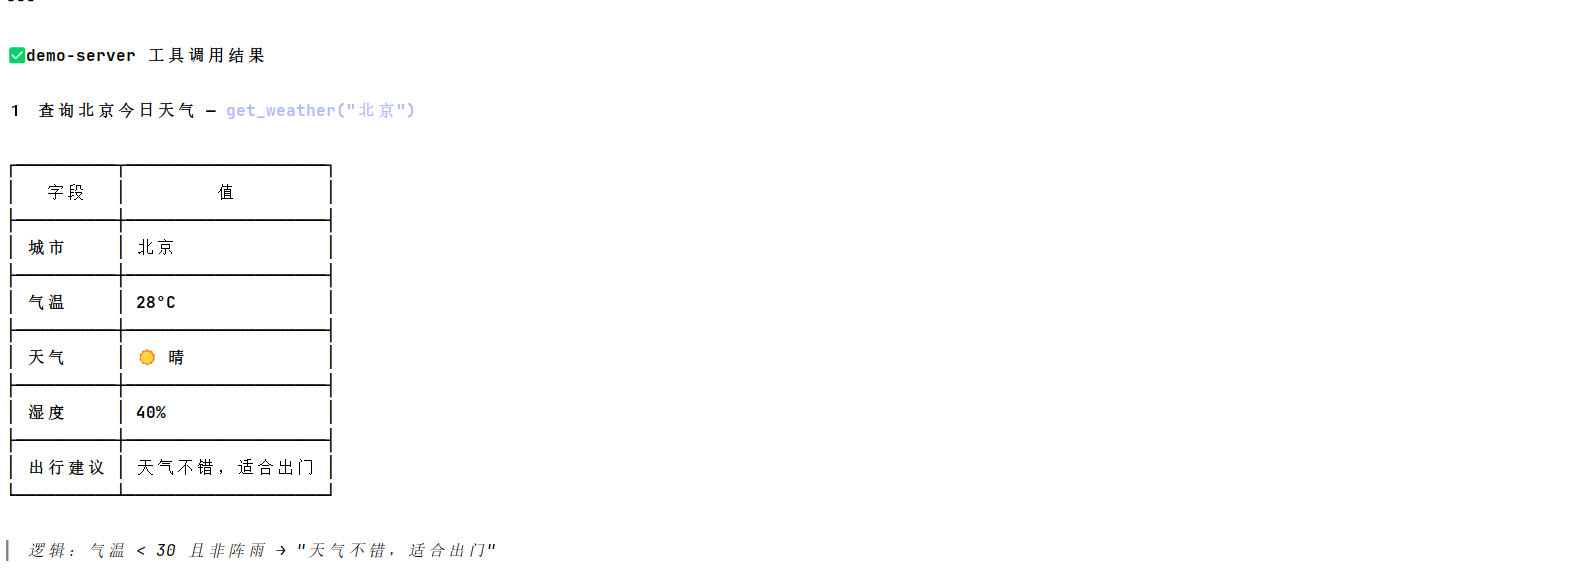 ---
✅demo-server 工具调用结果
1 查询北京今日天气 — get_weather("北京")
字段 值
城市 北京
气温 28°C
天气 ☀️ 晴
湿度 40%
出行建议 天气不错，适合出门
逻辑：气温 < 30 且非阵雨 → "天气不错，适合出门"